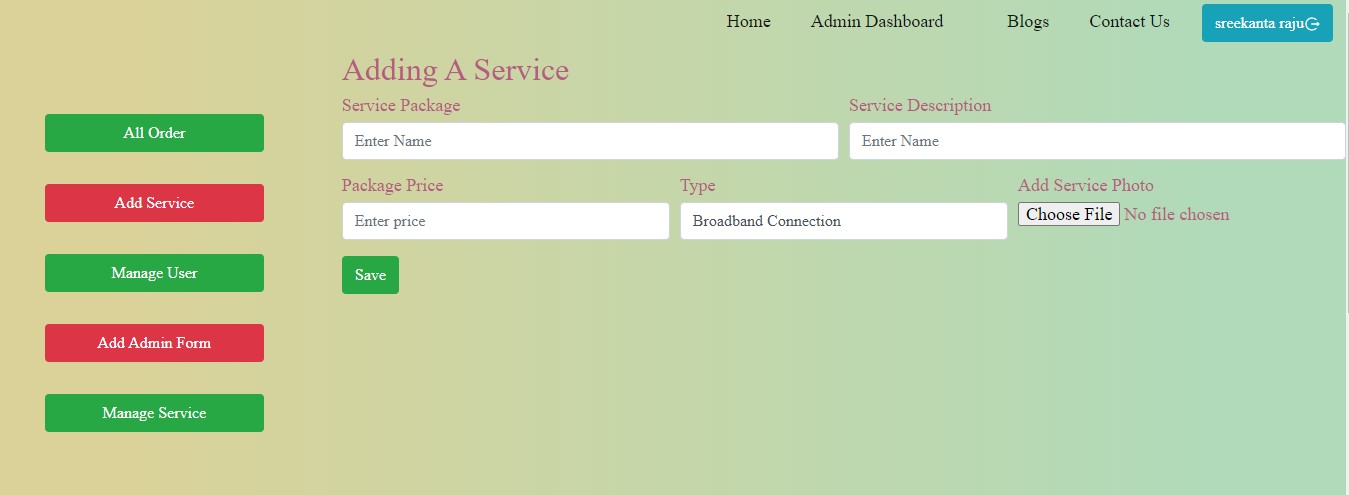 Home Admin Dashboard Blogs Contact Us sreekanta raju
Adding A Service
Service Package Service Description
Enter Name Enter Name
Package Price Type Add Service Photo
Enter price Broadband Connection Choose File No file chosen
Save
All Order
Add Service
Manage User
Add Admin Form
Manage Service